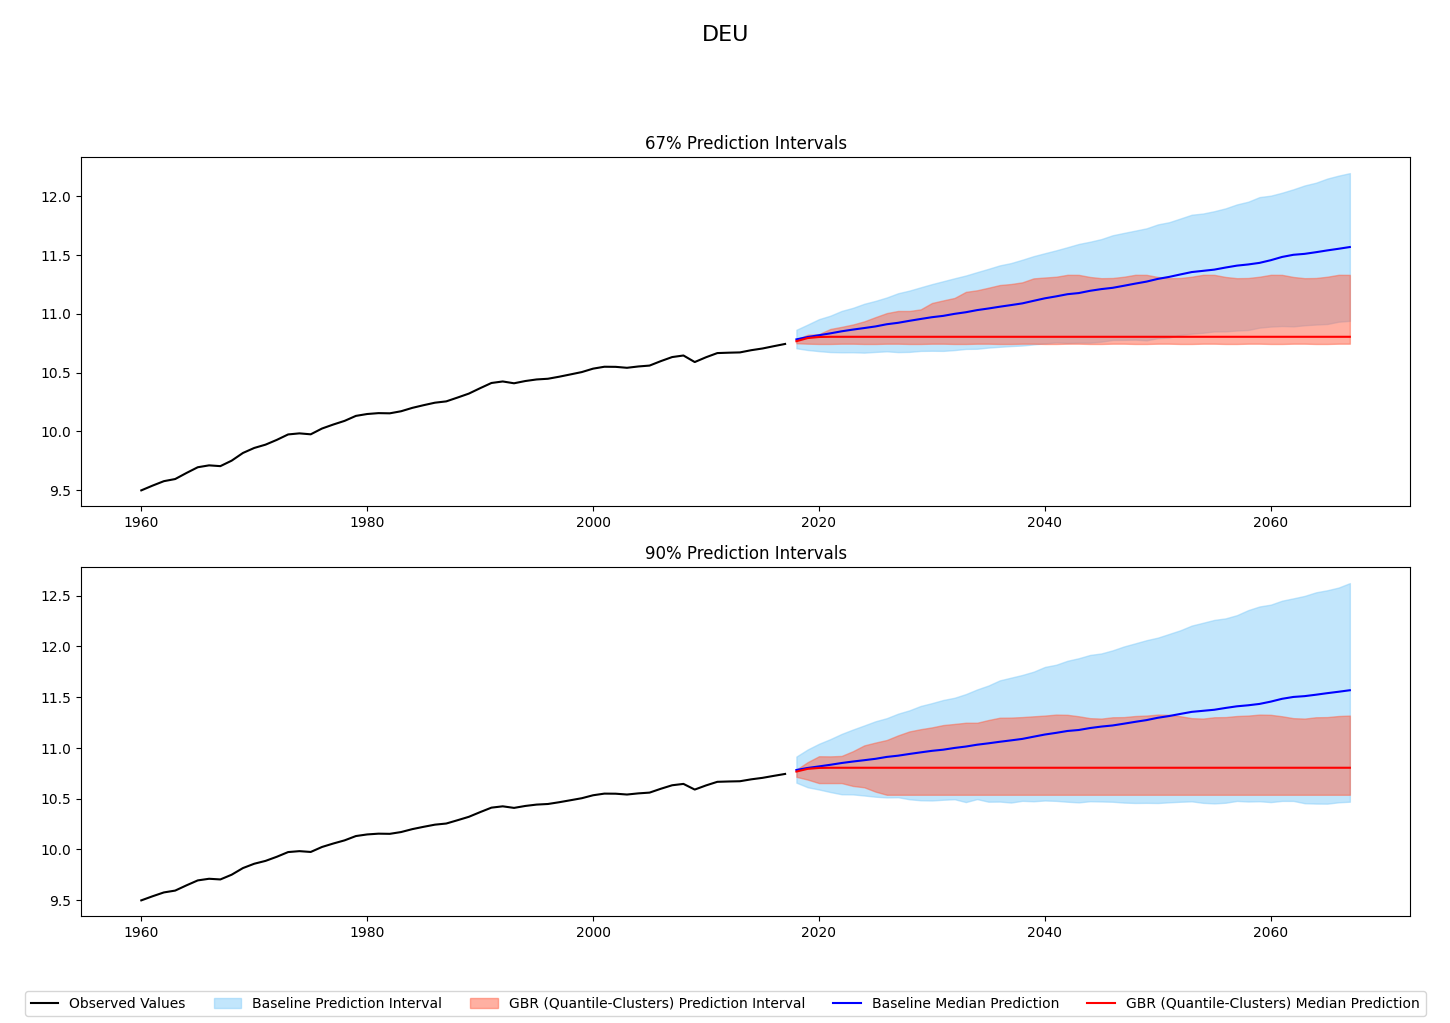 DEU
67% Prediction Intervals
12.0
11.5
11.0
10.5
10.0
9.5
1960 1980 2000 2020 2040 2060
90% Prediction Intervals
12.5
12.0
11.5
11.0
10.5
10.0
9.5
1960 1980 2000 2020 2040 2060
Observed Values Baseline Prediction Interval GBR (Quantile-Clusters) Prediction Interval Baseline Median Prediction GBR (Quantile-Clusters) Median Prediction